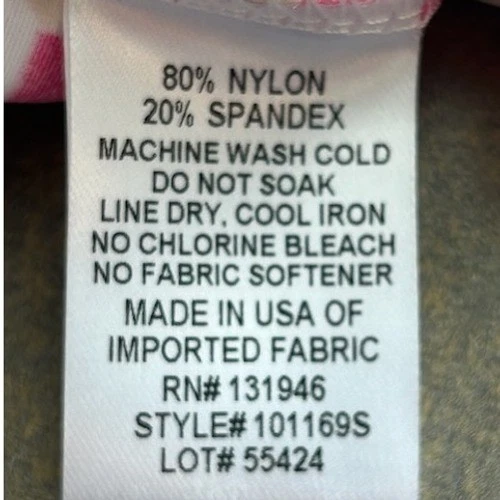 80% NYLON
20% SPANDEX
MACHINE WASH COLD
DO NOT SOAK
LINE DRY, COOL IRON
NO CHLORINE BLEACH
NO FABRIC SOFTENER
MADE IN USA OF
IMPORTED FABRIC
RN# 131946
STYLE# 101169S
LOT# 55424